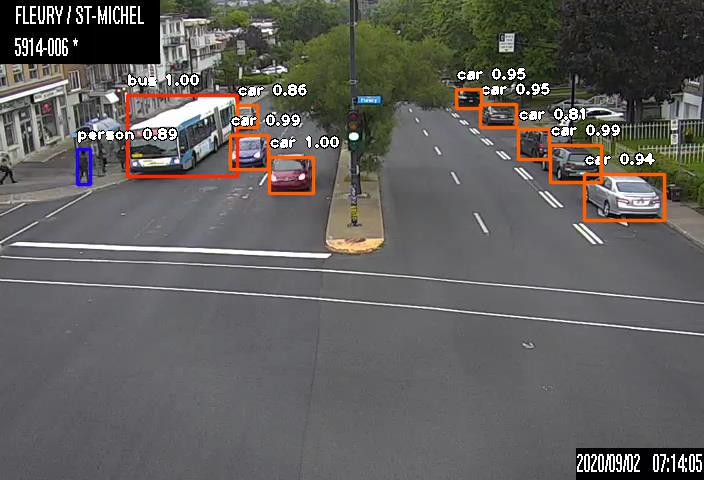 FLEURY / ST-MICHEL
5914-006 *
bus 1.00
car 0.86
car 0.95
car 0.95
car 0.81
person 0.89
car 0.99
car 0.99
car 1.00
car 0.94
Fleury
2020/09/02 07:14:05